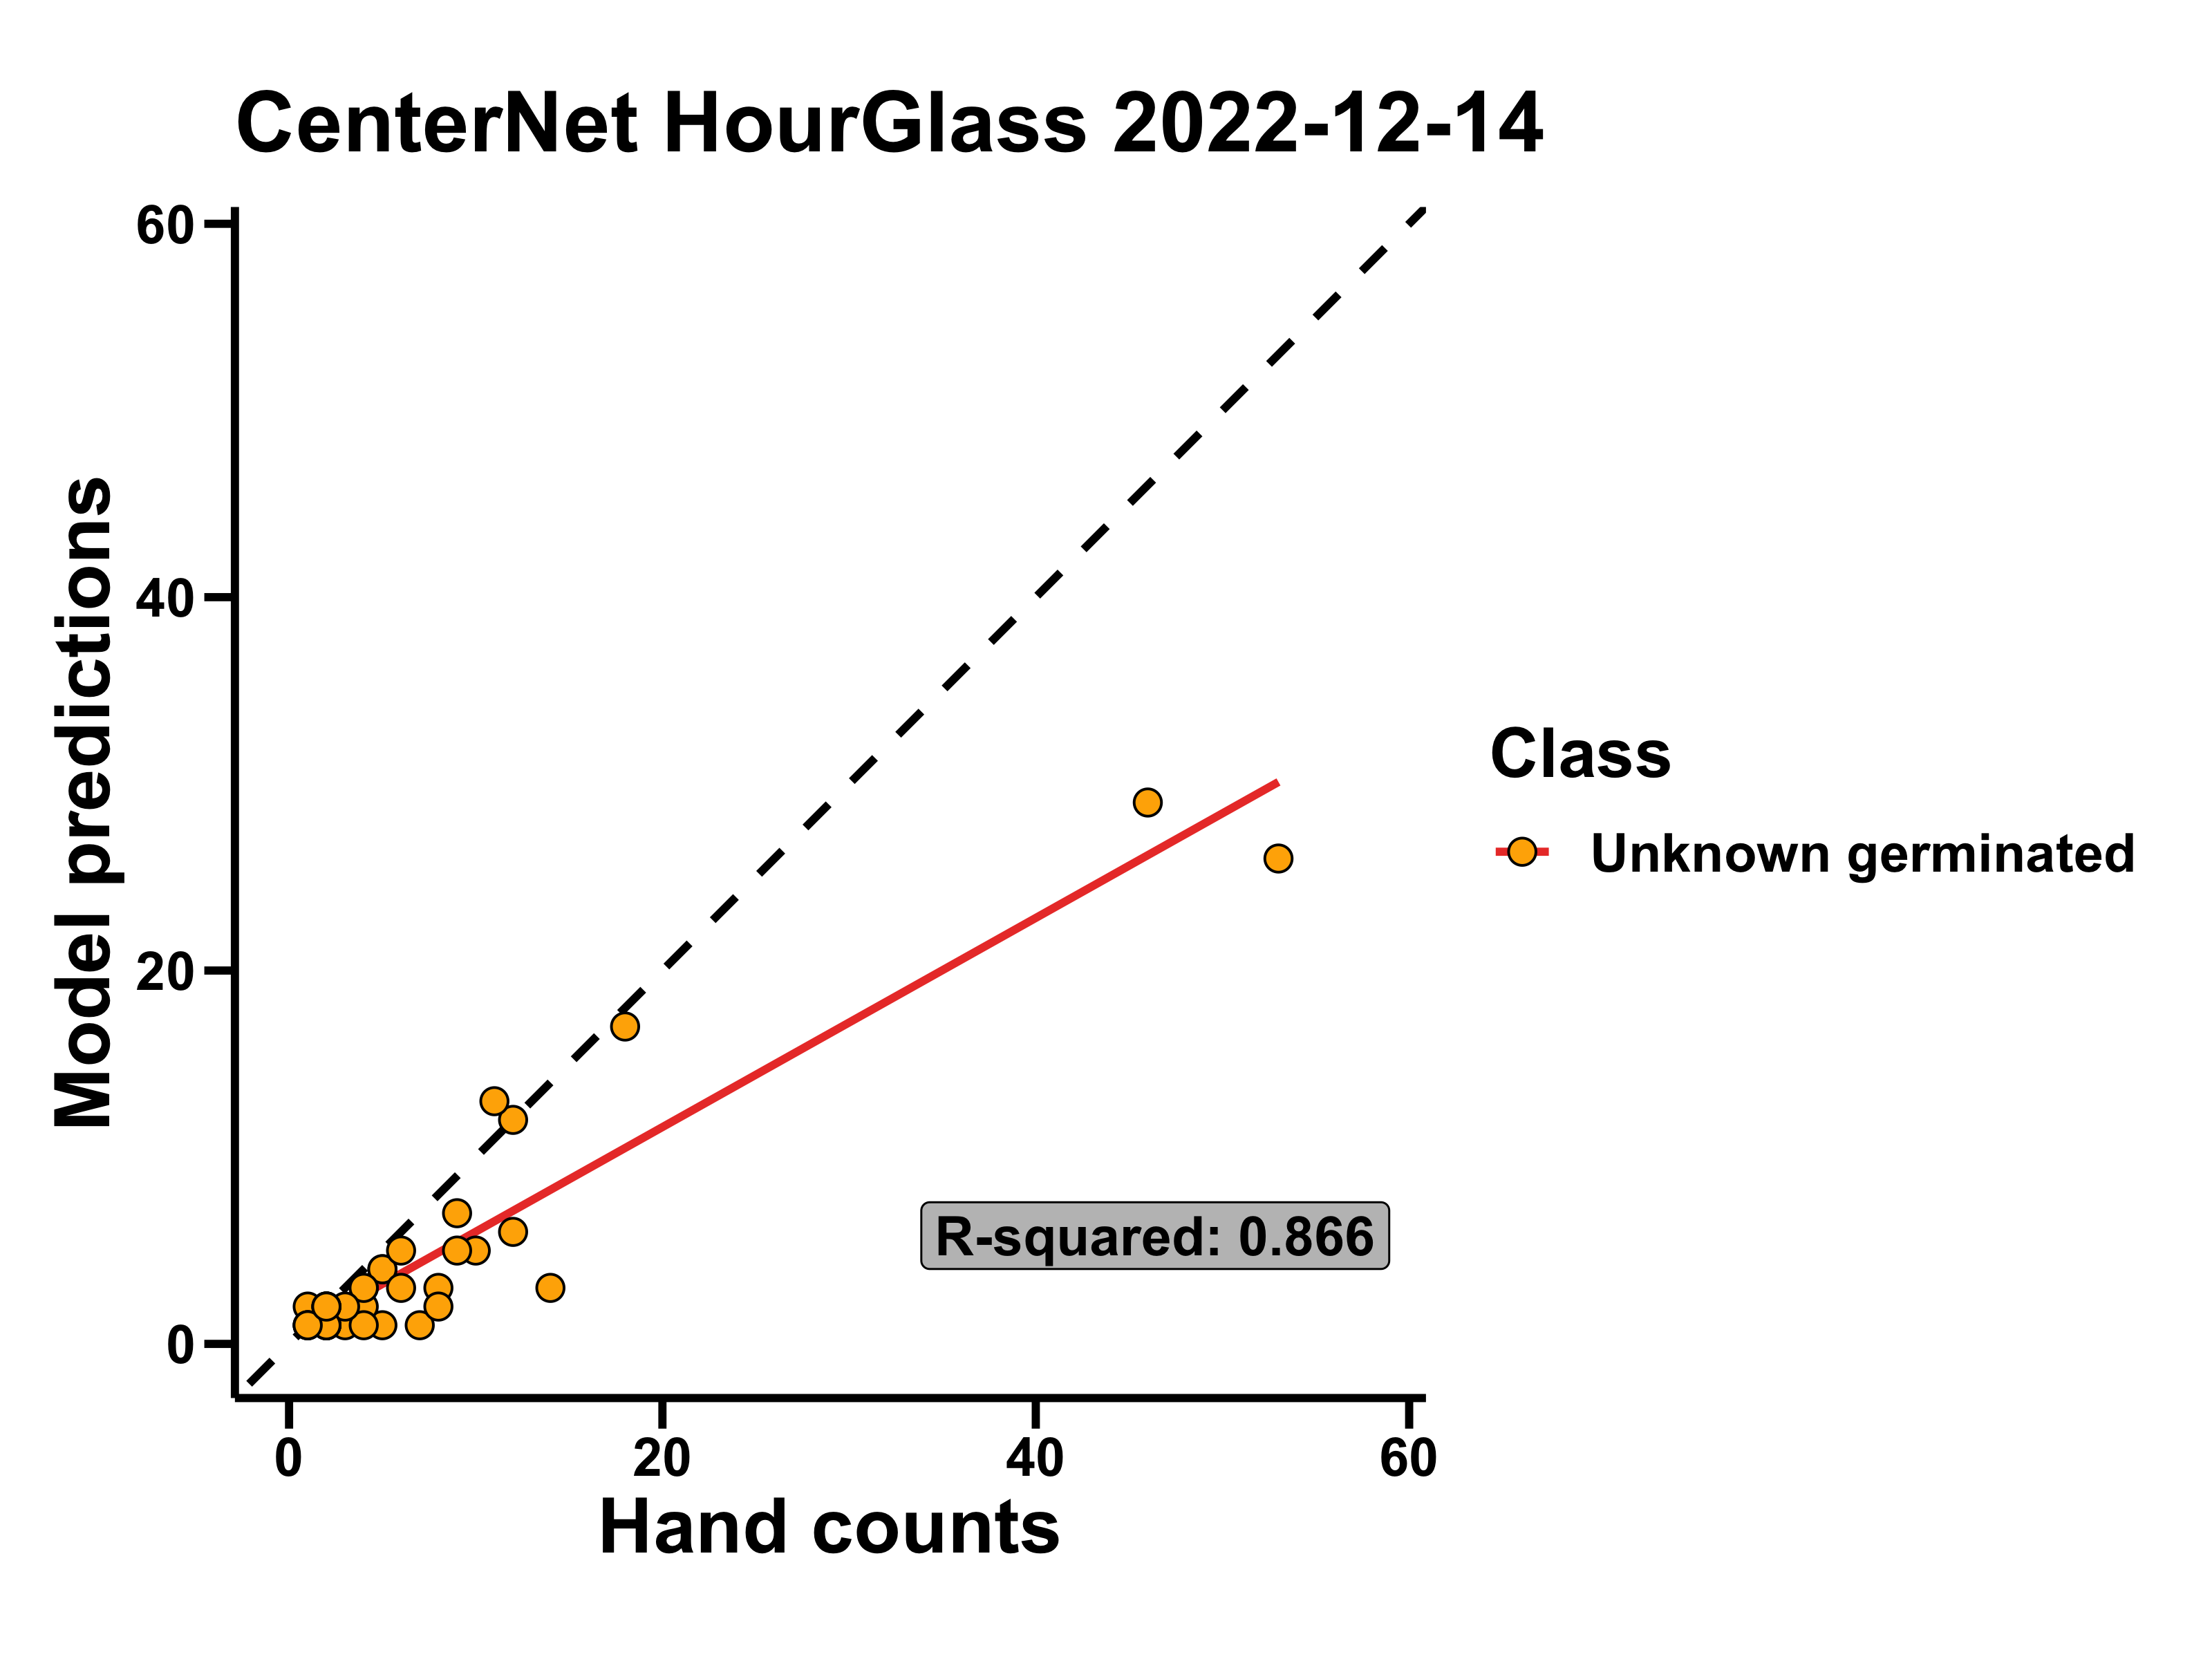 CenterNet HourGlass 2022-12-14
60
40
20
0
Model predictions
0 20 40 60
Hand counts
R-squared: 0.866
Class
Unknown germinated